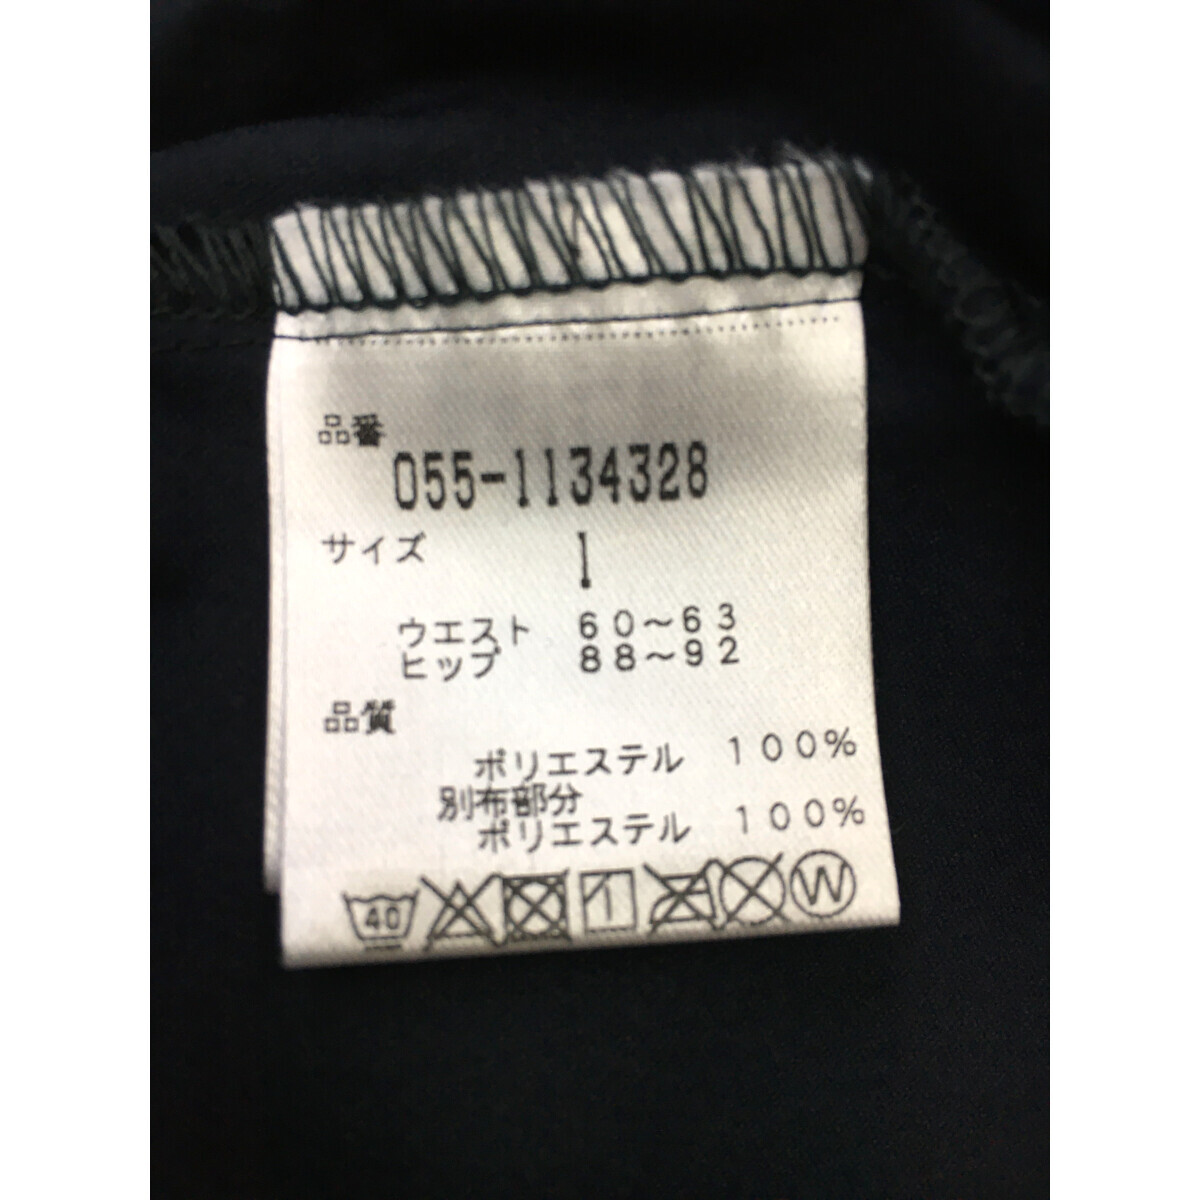 品番
055-1134328
サイズ 1
ウエスト 60〜63
ヒップ 88〜92
品質
ポリエステル 100%
別布部分
ポリエステル 100%
40 W